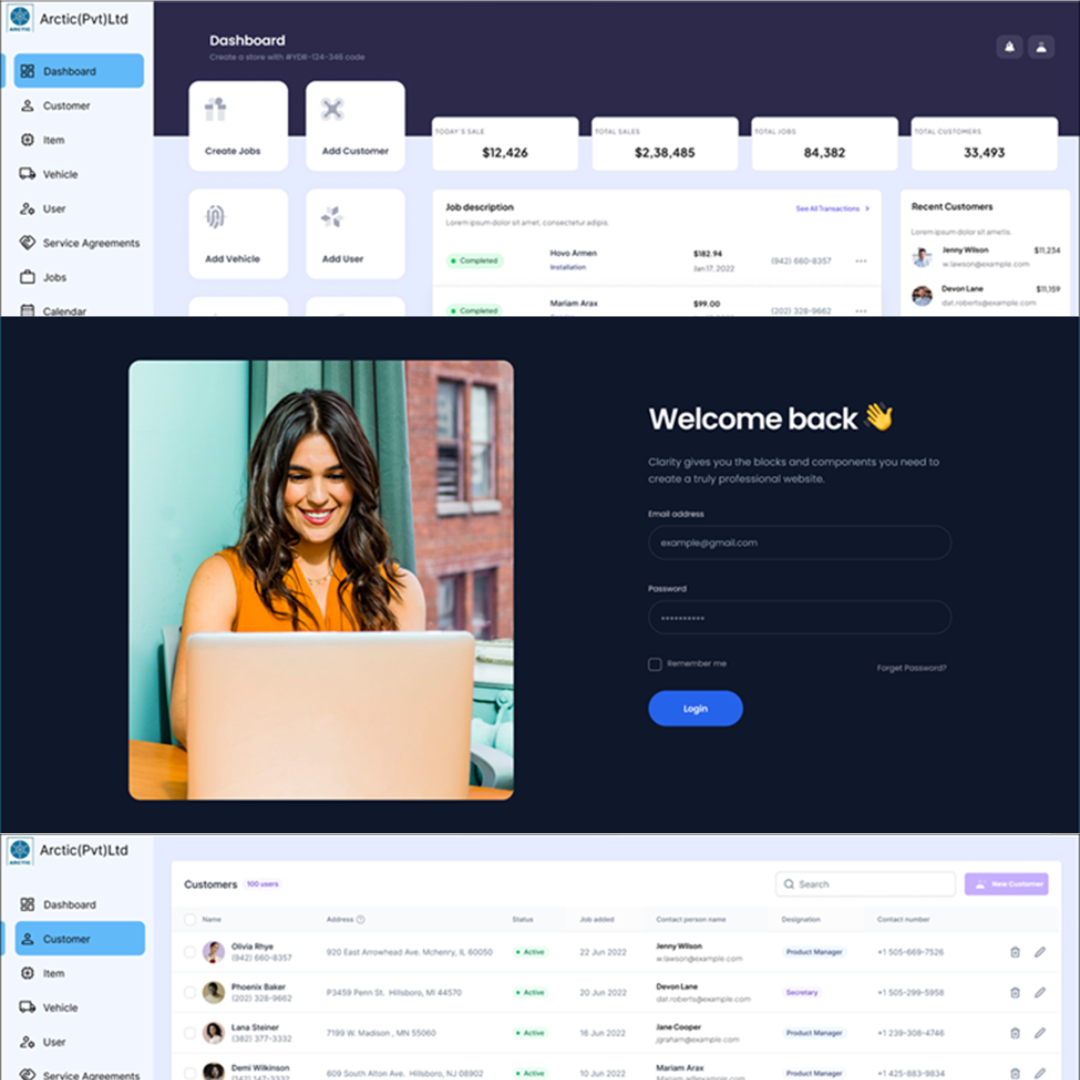 Arctic(Pvt)Ltd
ARCTIC
Dashboard
Customer
Item
Vehicle
User
Service Agreements
Jobs
Calendar
Dashboard
Create a store with #YDR-124-346 code
Create Jobs
Add Customer
Add Vehicle
Add User
TODAY'S SALE
$12,426
TOTAL SALES
$2,38,485
TOTAL JOBS
84,382
TOTAL CUSTOMERS
33,493
Job description
See All Transactions >
Lorem ipsum dolor sit amet, consectetur adipis.
Completed Hovo Armen $182.94 (942) 660-8357
Installation Jan 17, 2022
Completed Mariam Arax $99.00 (202) 328-9662
Recent Customers
Lorem ipsum dolor sit ametis.
Jenny Wilson $11,234
w.lawson@example.com
Devon Lane $11,159
dat.roberts@example.com
Welcome back 👋
Clarity gives you the blocks and components you need to
create a truly professional website.
Email address
example@gmail.com
Password
Remember me
Forget Password?
Login
Arctic(Pvt)Ltd
ARCTIC
Dashboard
Customer
Item
Vehicle
User
Service Agreements
Customers 100 users
Search
New Customer
Name Address Status Job added Contact person name Designation Contact number
Olivia Rhye 920 East Arrowhead Ave. Mchenry, IL 60050 Active 22 Jun 2022 Jenny Wilson Product Manager +1 505-669-7526
(942) 660-8357 w.lawson@example.com
Phoenix Baker P3459 Penn St. Hillsboro, MI 44570 Active 20 Jun 2022 Devon Lane Secretary +1 505-299-5958
(202) 328-9662 dat.roberts@example.com
Lana Steiner 7199 W. Madison , MN 55060 Active 16 Jun 2022 Jane Cooper Product Manager +1 239-308-4746
(382) 377-3332 jgraham@example.com
Demi Wilkinson 609 South Alton Ave. Hillsboro, NJ 08902 Active 10 Jun 2022 Mariam Arax Product Manager +1 425-883-9834